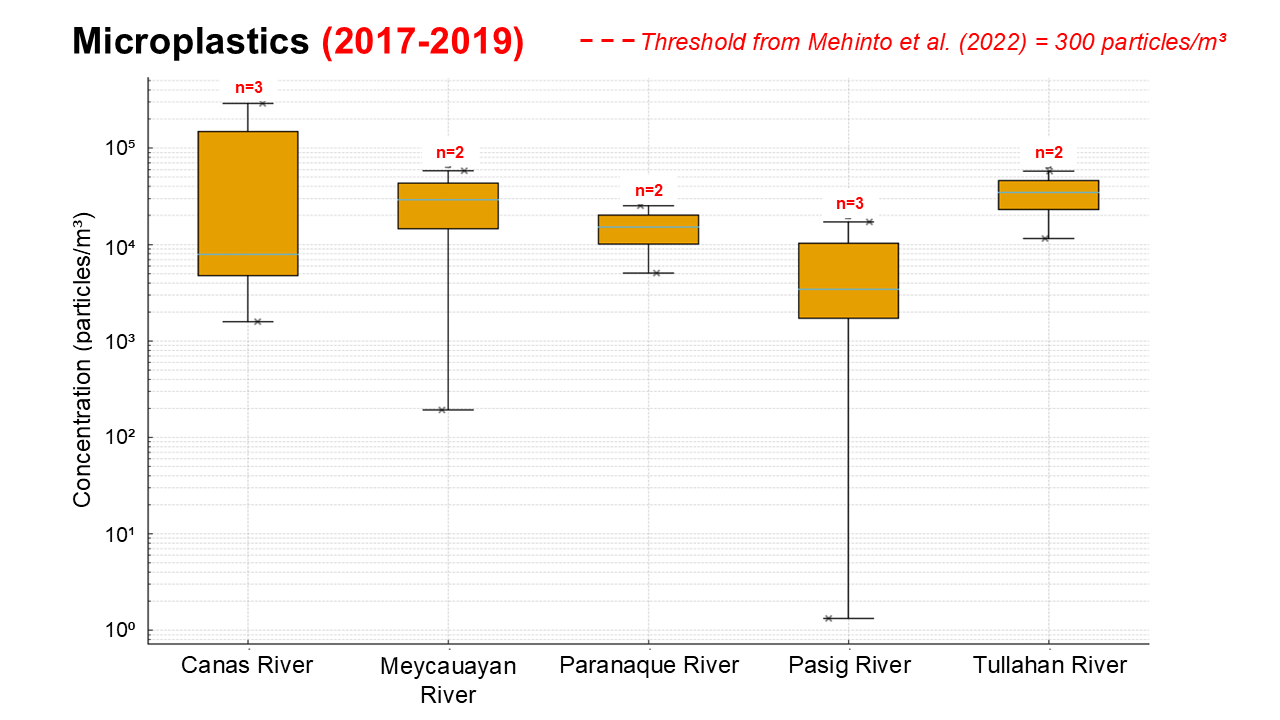 Microplastics (2017-2019)
Threshold from Mehinto et al. (2022) = 300 particles/m³
n=3
n=2
n=2
n=3
n=2
Concentration (particles/m³)
10⁵
10⁴
10³
10²
10¹
10⁰
Canas River
Meycauayan
River
Paranaque River
Pasig River
Tullahan River